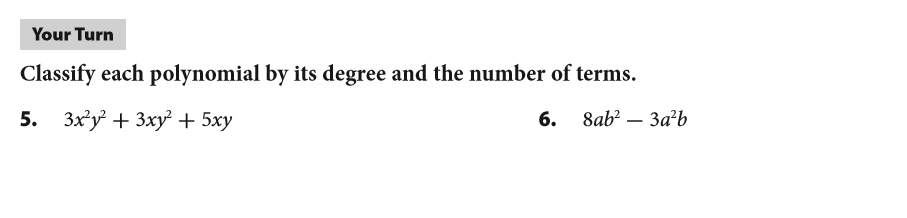 Your Turn
Classify each polynomial by its degree and the number of terms.
5. 3x²y² + 3xy² + 5xy 6. 8ab² − 3a²b